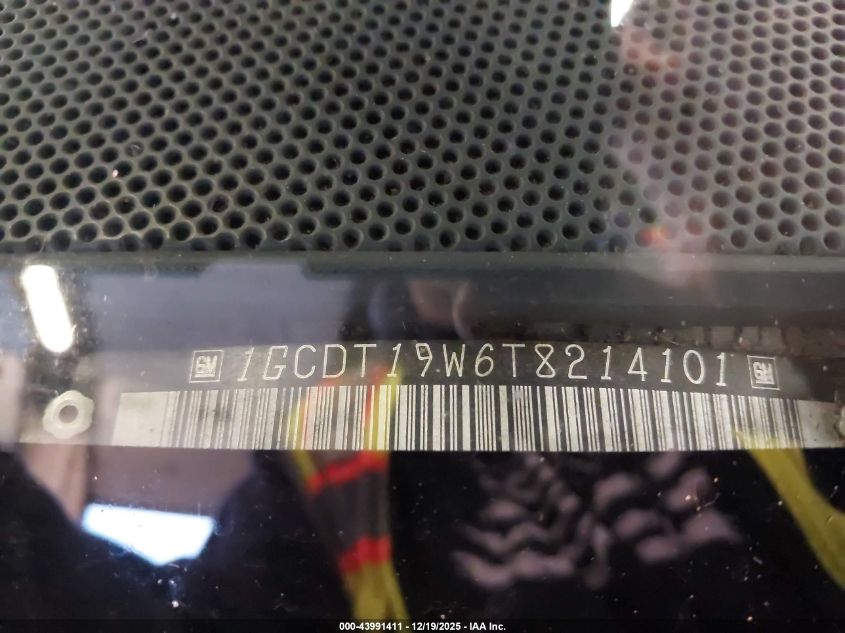 GM 1GCDT19W6T8214101 GM
000-43991411 - 12/19/2025 - IAA Inc.